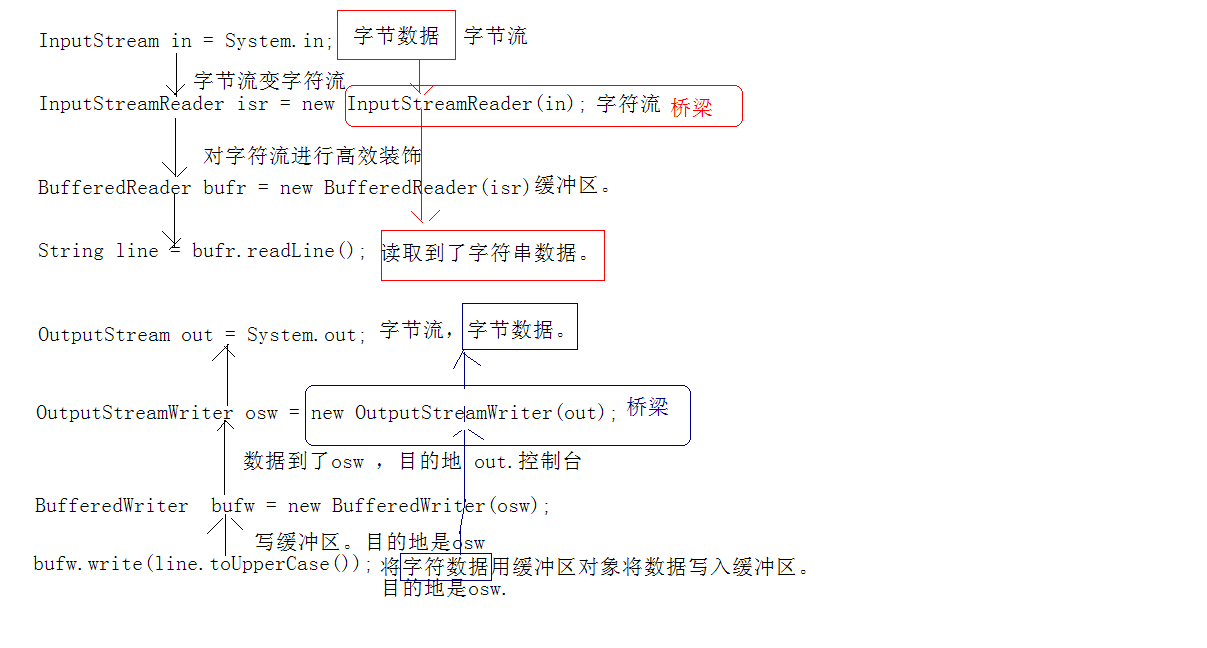 InputStream in = System.in; 字节数据 字节流
字节流变字符流
InputStreamReader isr = new InputStreamReader(in); 字符流 桥梁
对字符流进行高效装饰
BufferedReader bufr = new BufferedReader(isr)缓冲区。
String line = bufr.readLine(); 读取到了字符串数据。
OutputStream out = System.out; 字节流，字节数据。
OutputStreamWriter osw = new OutputStreamWriter(out); 桥梁
数据到了osw ，目的地 out.控制台
BufferedWriter bufw = new BufferedWriter(osw);
写缓冲区。目的地是osw
bufw.write(line.toUpperCase()); 将字符数据用缓冲区对象将数据写入缓冲区。
目的地是osw.